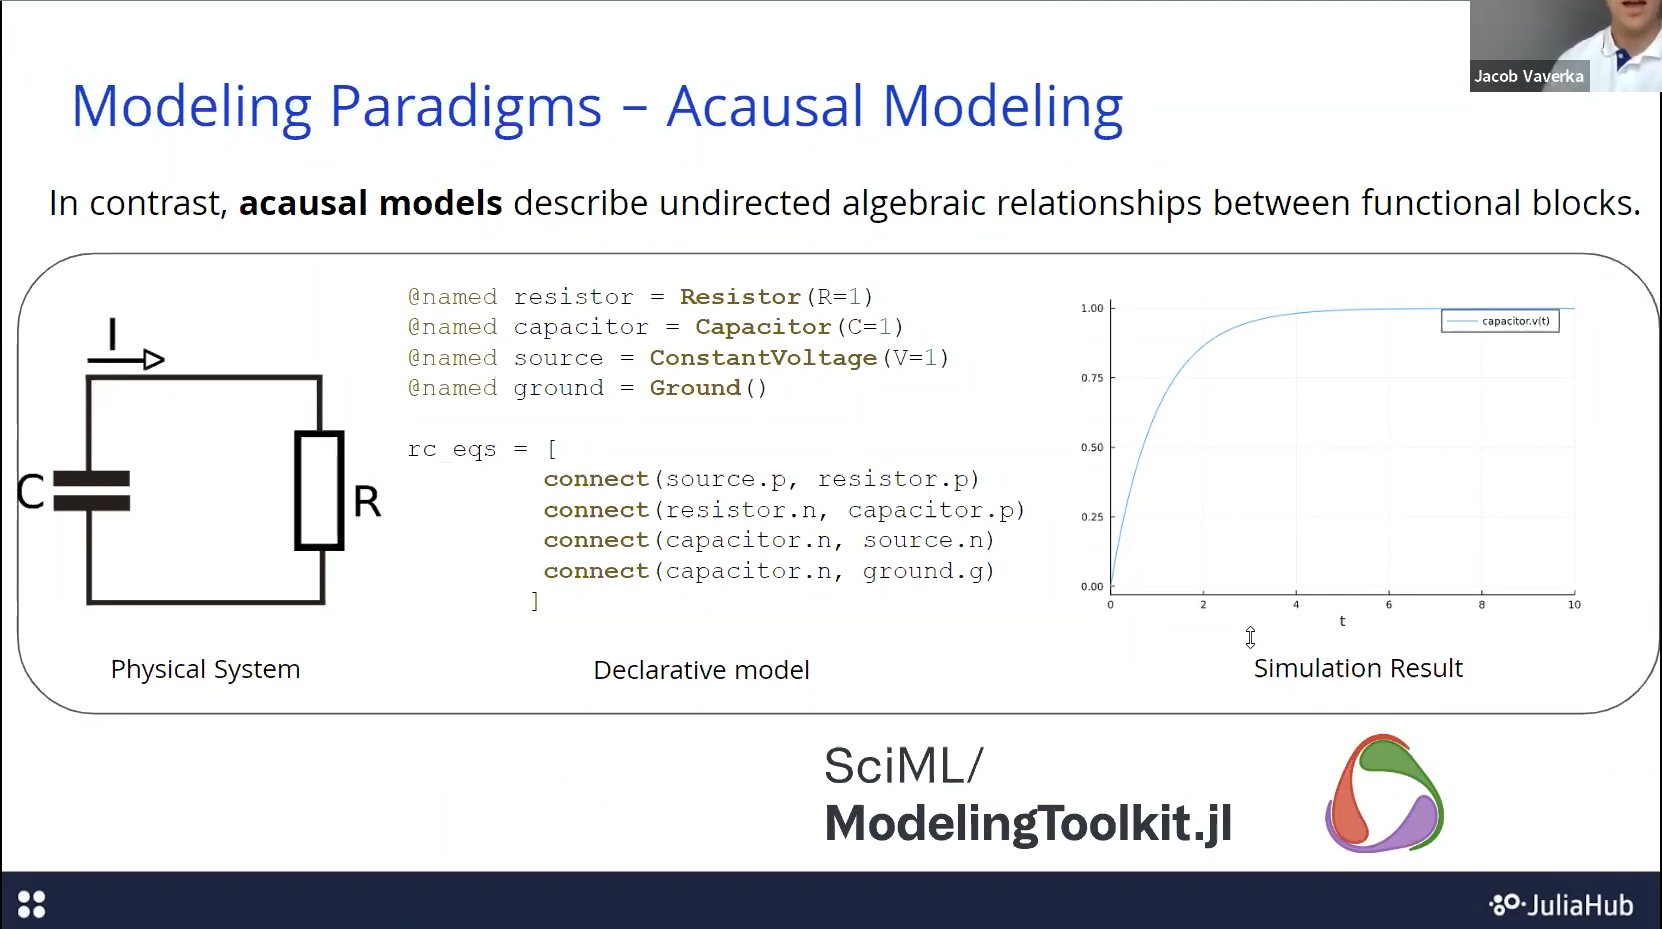 Jacob Vaverka
Modeling Paradigms – Acausal Modeling
In contrast, acausal models describe undirected algebraic relationships between functional blocks.
I
C
R
Physical System
@named resistor = Resistor(R=1)
@named capacitor = Capacitor(C=1)
@named source = ConstantVoltage(V=1)
@named ground = Ground()
rc_eqs = [
connect(source.p, resistor.p)
connect(resistor.n, capacitor.p)
connect(capacitor.n, source.n)
connect(capacitor.n, ground.g)
]
Declarative model
1.00
0.75
0.50
0.25
0.00
capacitor.v(t)
0 2 4 6 8 10
t
Simulation Result
SciML/
ModelingToolkit.jl
JuliaHub